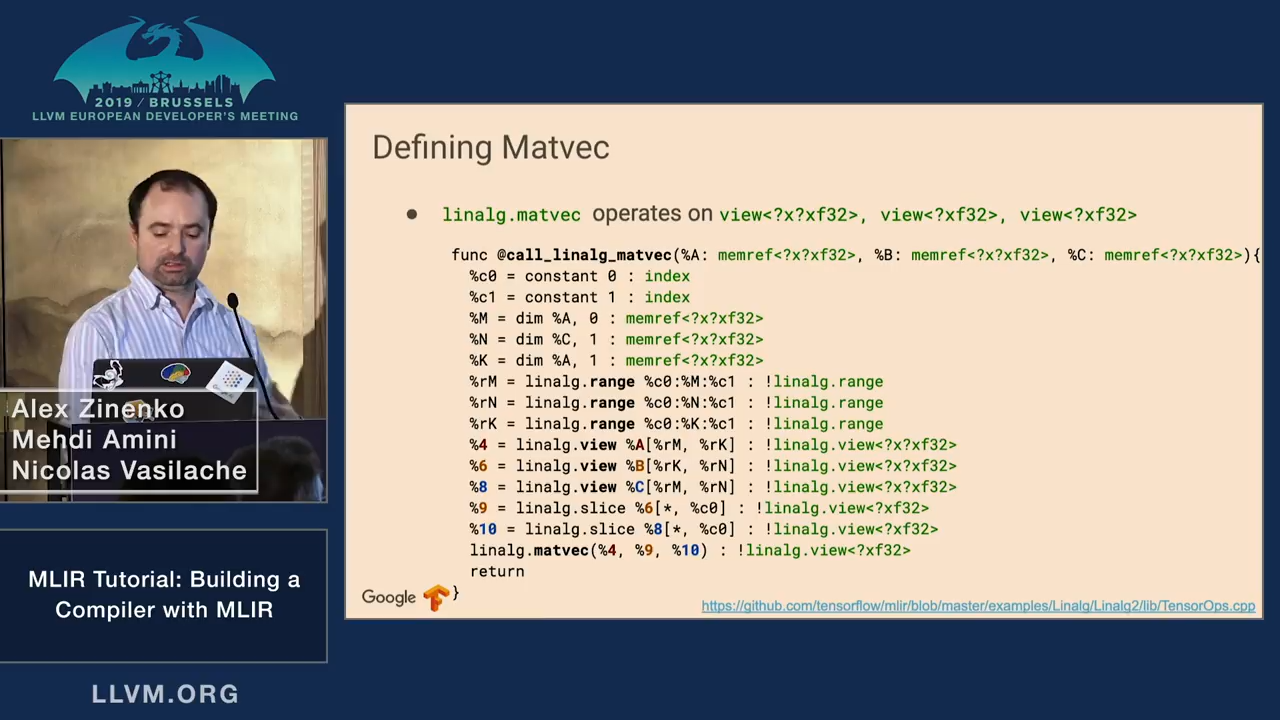 2019 / BRUSSELS
LLVM EUROPEAN DEVELOPER'S MEETING
Alex Zinenko
Mehdi Amini
Nicolas Vasilache
MLIR Tutorial: Building a
Compiler with MLIR
LLVM.ORG
Defining Matvec
● linalg.matvec operates on view<?x?xf32>, view<?xf32>, view<?xf32>
func @call_linalg_matvec(%A: memref<?x?xf32>, %B: memref<?x?xf32>, %C: memref<?x?xf32>){
%c0 = constant 0 : index
%c1 = constant 1 : index
%M = dim %A, 0 : memref<?x?xf32>
%N = dim %C, 1 : memref<?x?xf32>
%K = dim %A, 1 : memref<?x?xf32>
%rM = linalg.range %c0:%M:%c1 : !linalg.range
%rN = linalg.range %c0:%N:%c1 : !linalg.range
%rK = linalg.range %c0:%K:%c1 : !linalg.range
%4 = linalg.view %A[%rM, %rK] : !linalg.view<?x?xf32>
%6 = linalg.view %B[%rK, %rN] : !linalg.view<?x?xf32>
%8 = linalg.view %C[%rM, %rN] : !linalg.view<?x?xf32>
%9 = linalg.slice %6[*, %c0] : !linalg.view<?xf32>
%10 = linalg.slice %8[*, %c0] : !linalg.view<?xf32>
linalg.matvec(%4, %9, %10) : !linalg.view<?xf32>
return
}
Google
https://github.com/tensorflow/mlir/blob/master/examples/Linalg/Linalg2/lib/TensorOps.cpp